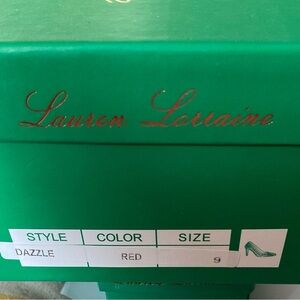 Lauren Lorraine
STYLE COLOR SIZE
DAZZLE RED 9